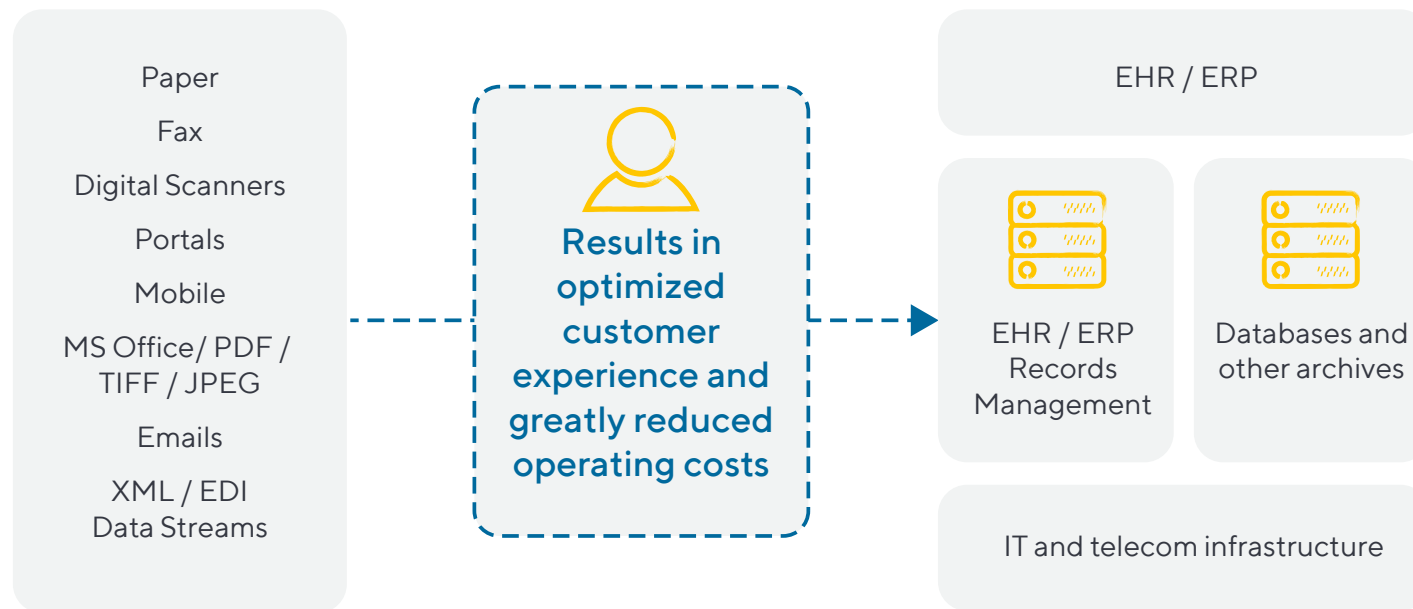 Paper
Fax
Digital Scanners
Portals
Mobile
MS Office/ PDF /
TIFF / JPEG
Emails
XML / EDI
Data Streams
Results in
optimized
customer
experience and
greatly reduced
operating costs
EHR / ERP
EHR / ERP
Records
Management
Databases and
other archives
IT and telecom infrastructure